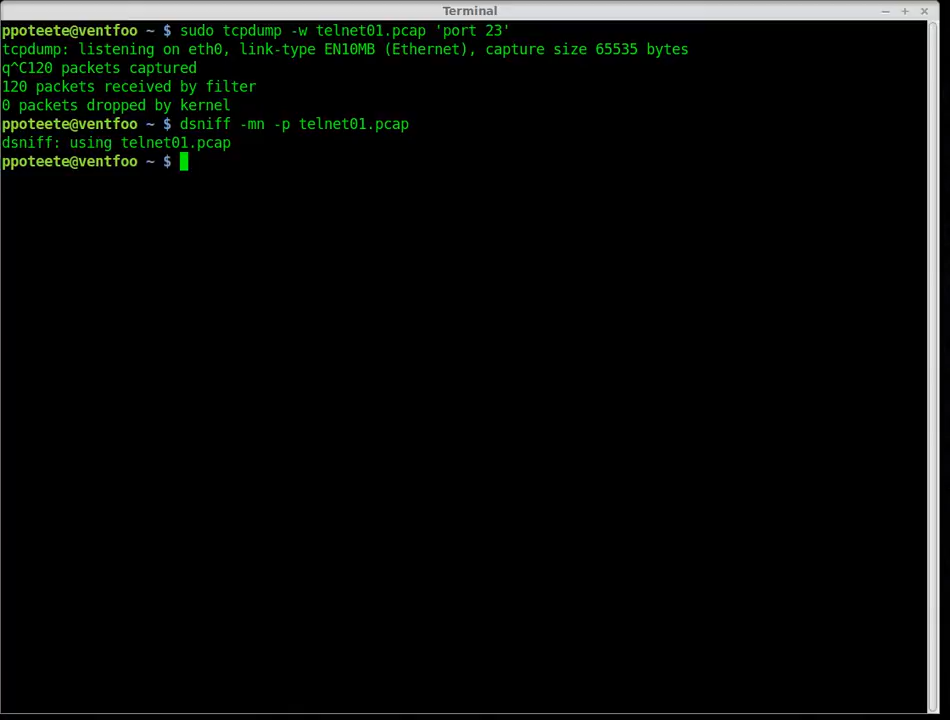 Terminal
ppoteete@ventfoo ~ $ sudo tcpdump -w telnet01.pcap 'port 23'
tcpdump: listening on eth0, link-type EN10MB (Ethernet), capture size 65535 bytes
q^C120 packets captured
120 packets received by filter
0 packets dropped by kernel
ppoteete@ventfoo ~ $ dsniff -mn -p telnet01.pcap
dsniff: using telnet01.pcap
ppoteete@ventfoo ~ $